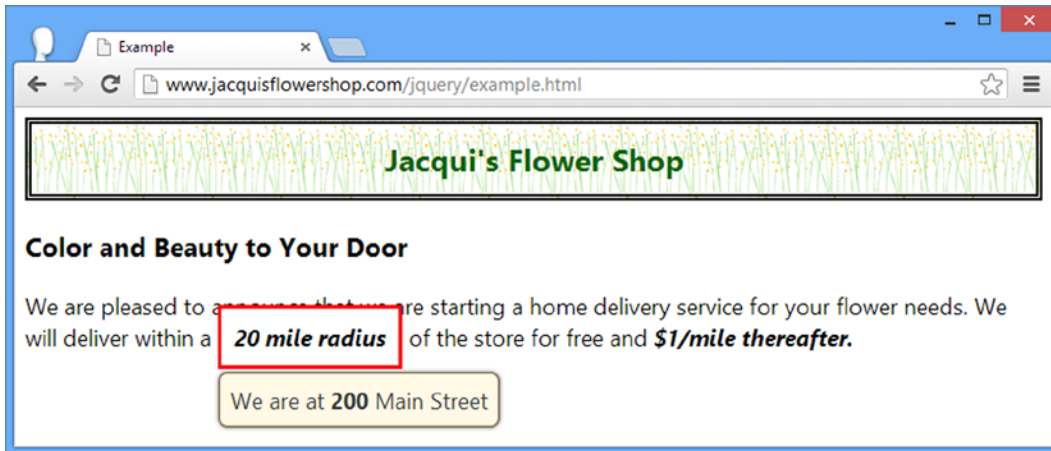 Example
www.jacquisflowershop.com/jquery/example.html
Jacqui's Flower Shop
Color and Beauty to Your Door
We are pleased to announce that we are starting a home delivery service for your flower needs. We
will deliver within a 20 mile radius of the store for free and $1/mile thereafter.
We are at 200 Main Street